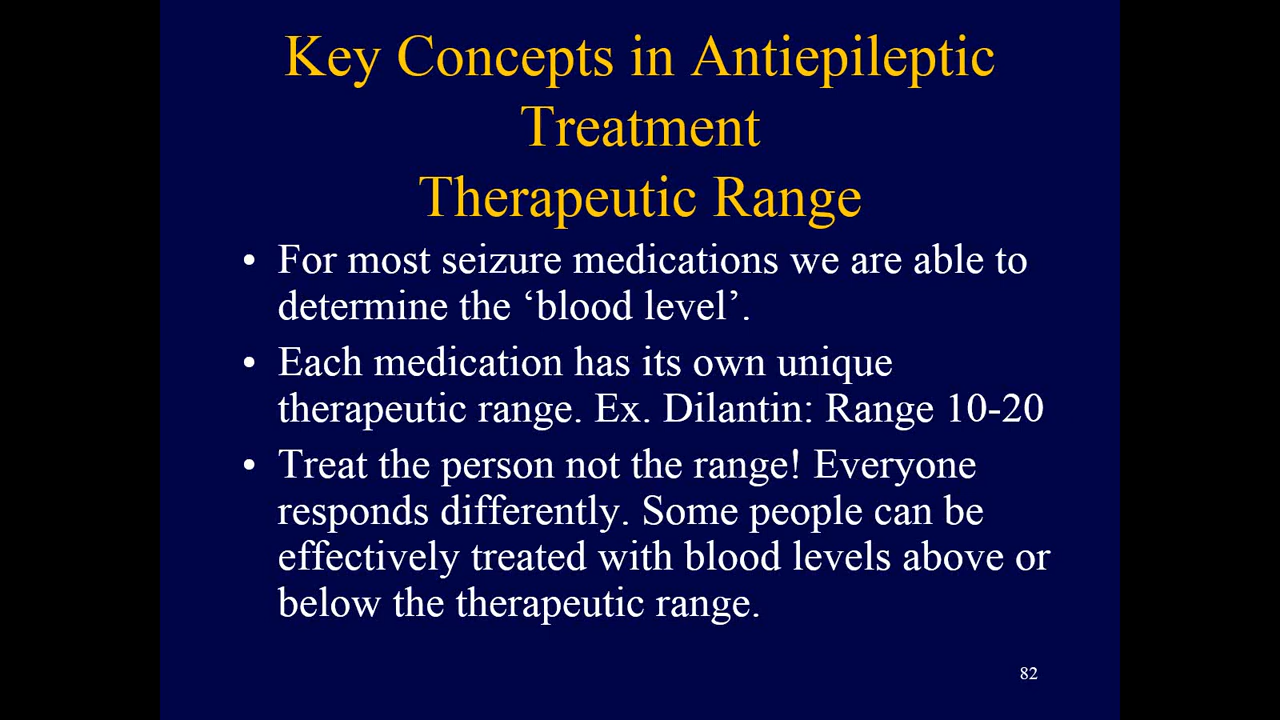 Key Concepts in Antiepileptic
Treatment
Therapeutic Range
• For most seizure medications we are able to
determine the ‘blood level’.
• Each medication has its own unique
therapeutic range. Ex. Dilantin: Range 10-20
• Treat the person not the range! Everyone
responds differently. Some people can be
effectively treated with blood levels above or
below the therapeutic range.
82